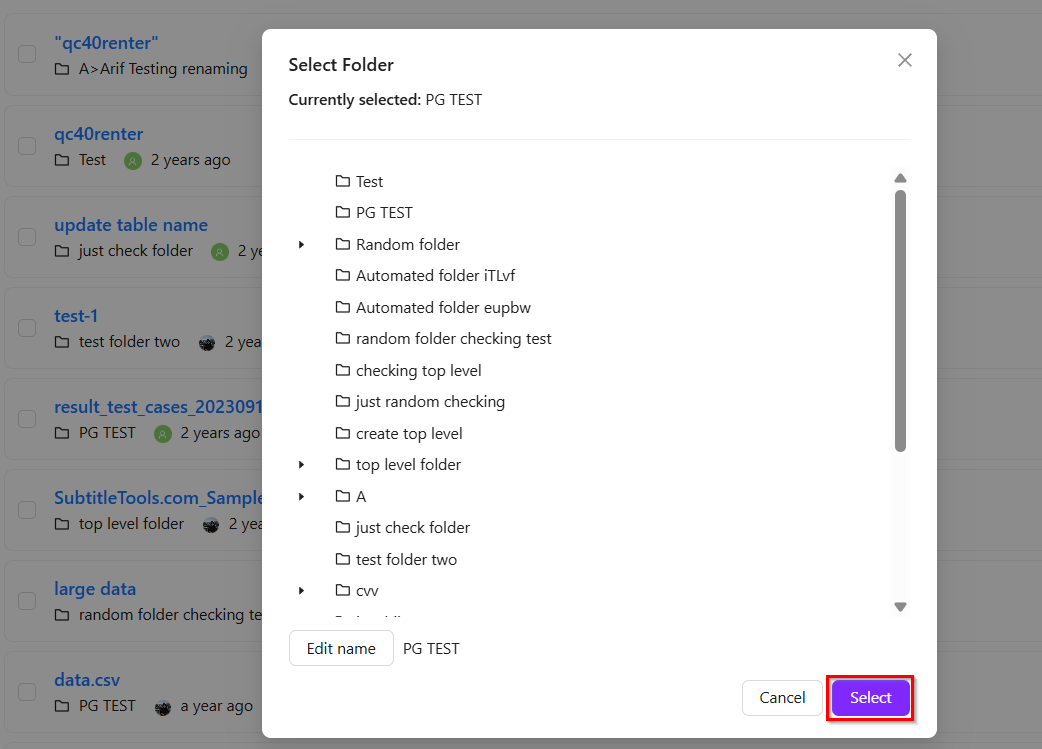 "qc40renter"
A>Arif Testing renaming
qc40renter
Test 2 years ago
update table name
just check folder 2 ye
test-1
test folder two 2 yea
result_test_cases_2023091
PG TEST 2 years ago
SubtitleTools.com_Sample
top level folder 2 yea
large data
random folder checking te
data.csv
PG TEST a year ago
Select Folder
Currently selected: PG TEST
Test
PG TEST
Random folder
Automated folder iTLvf
Automated folder eupbw
random folder checking test
checking top level
just random checking
create top level
top level folder
A
just check folder
test folder two
cvv
Edit name PG TEST
Cancel Select